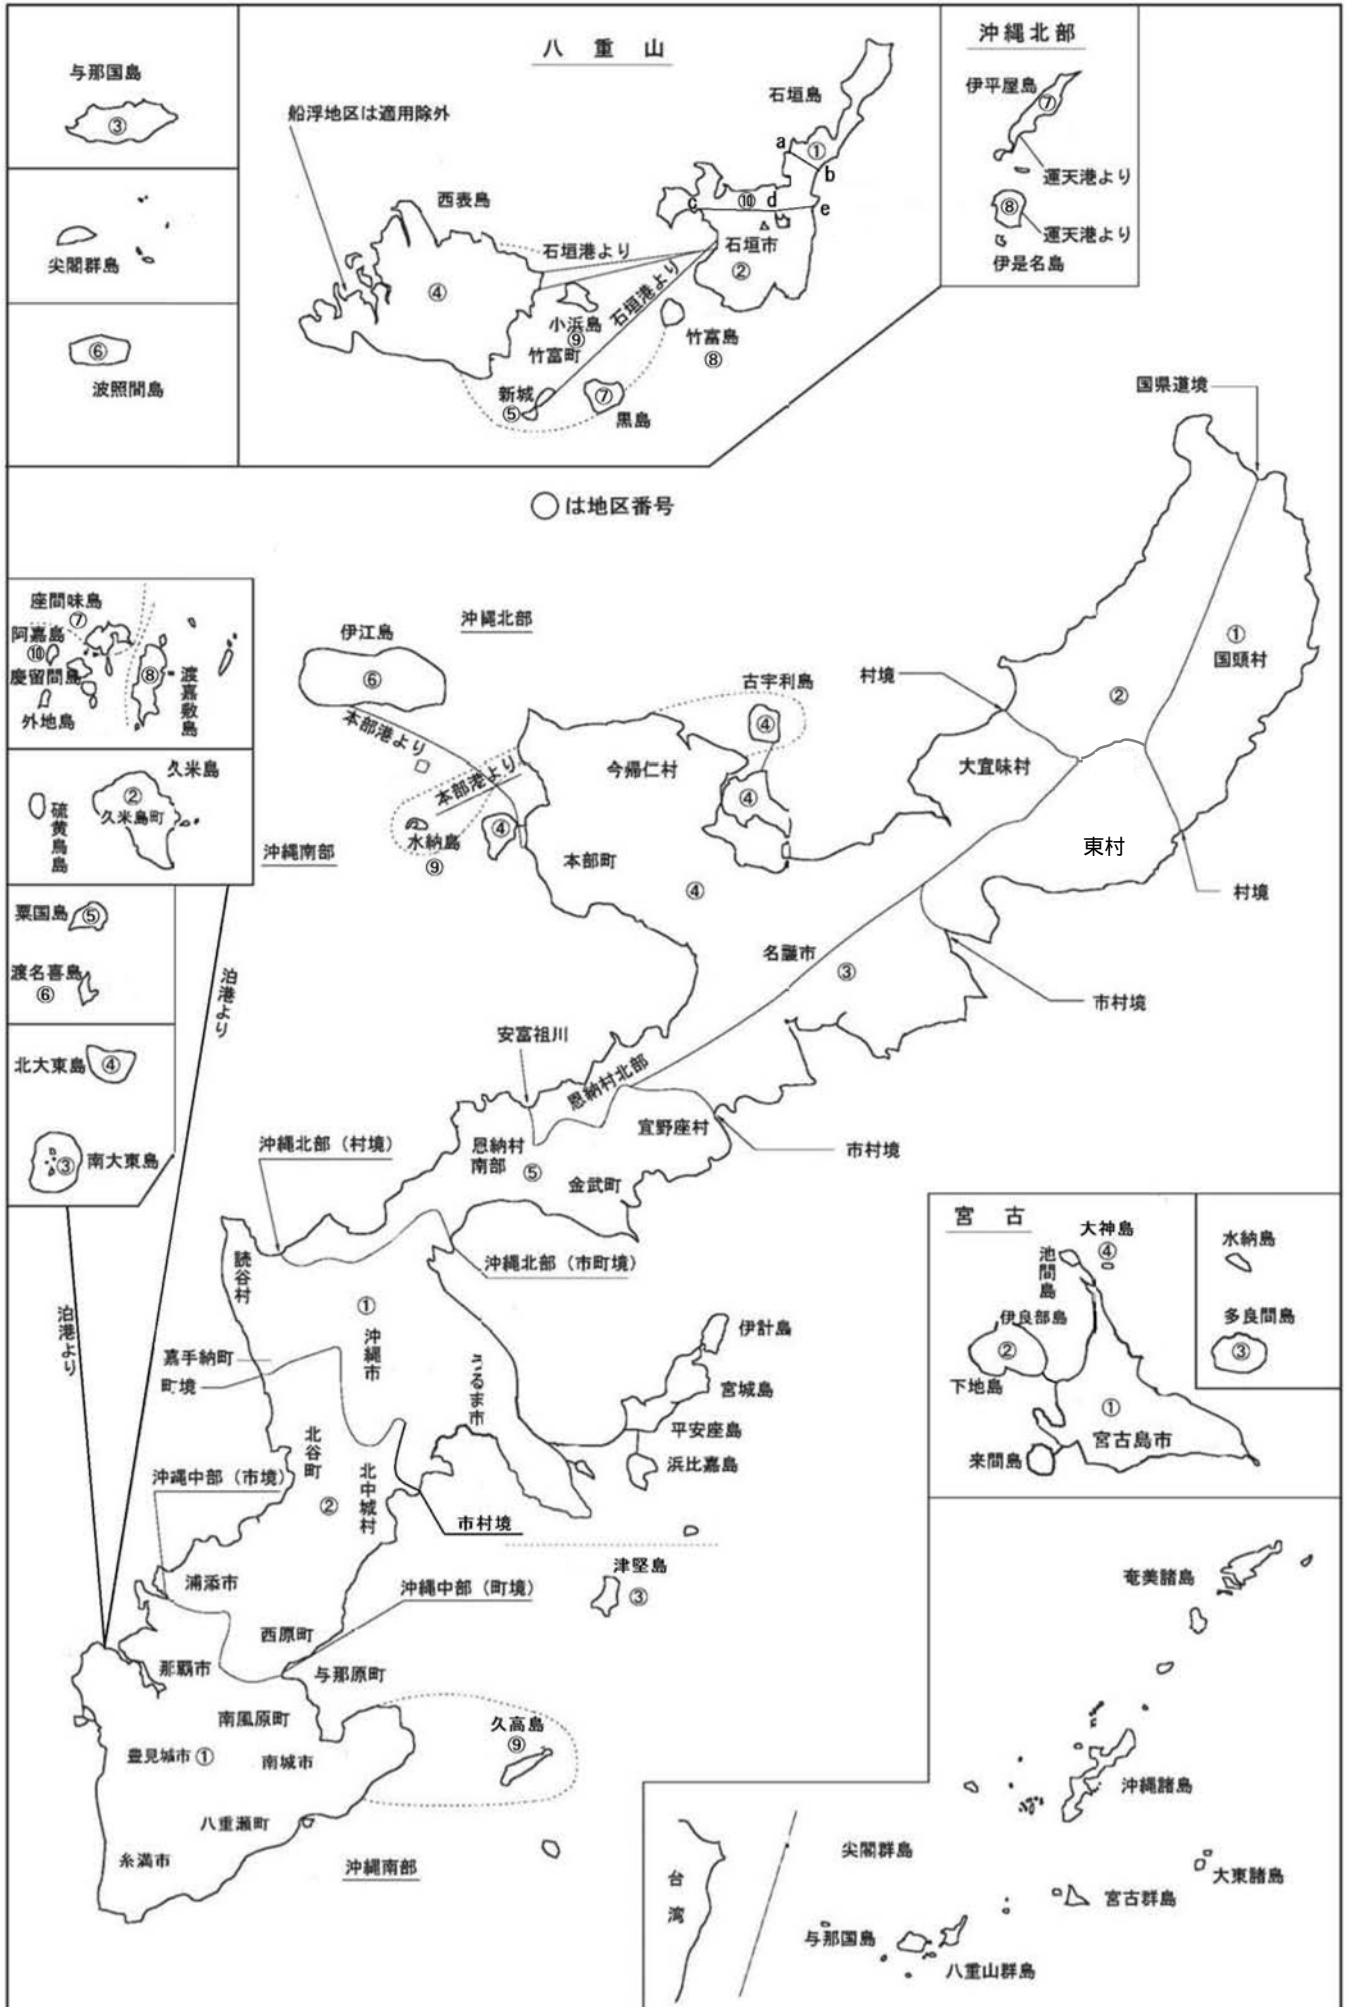 与那国島
③
尖閣群島
⑥
波照間島
八重山
船浮地区は適用除外
石垣島
①
a
b
c
⑩
d
e
西表島
石垣港より
石垣市
②
④
石垣港より
小浜島
⑨
竹富町
竹富島
⑧
新城
⑤
⑦
黒島
沖縄北部
伊平屋島
⑦
運天港より
⑧
運天港より
伊是名島
○は地区番号
国県道境
①
国頭村
②
村境
大宜味村
東村
村境
座間味島
⑦
阿嘉島
⑩
慶留間島
外地島
⑧
渡嘉敷島
久米島
②
久米島町
硫黄鳥島
沖縄南部
粟国島
⑤
渡名喜島
⑥
北大東島
④
③
南大東島
泊港より
泊港より
沖縄北部
伊江島
⑥
本部港より
本部港より
水納島
⑨
④
古宇利島
④
今帰仁村
④
本部町
④
名護市
③
市村境
安富祖川
恩納村北部
宜野座村
市村境
恩納村
南部
⑤
金武町
沖縄北部（村境）
沖縄北部（市町境）
読谷村
①
沖縄市
嘉手納町
町境
うるま市
伊計島
宮城島
平安座島
浜比嘉島
北谷町
北中城村
②
沖縄中部（市境）
市村境
津堅島
③
浦添市
沖縄中部（町境）
西原町
那覇市
与那原町
南風原町
豊見城市①
南城市
久高島
⑨
八重瀬町
糸満市
沖縄南部
宮古
大神島
④
池間島
伊良部島
②
下地島
①
宮古島市
来間島
水納島
多良間島
③
奄美諸島
沖縄諸島
尖閣群島
大東諸島
宮古群島
台湾
与那国島
八重山群島